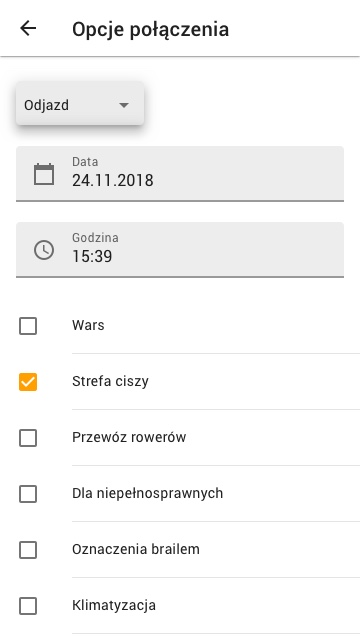 Opcje połączenia
Odjazd
Data
24.11.2018
Godzina
15:39
Wars
Strefa ciszy
Przewóz rowerów
Dla niepełnosprawnych
Oznaczenia brailem
Klimatyzacja